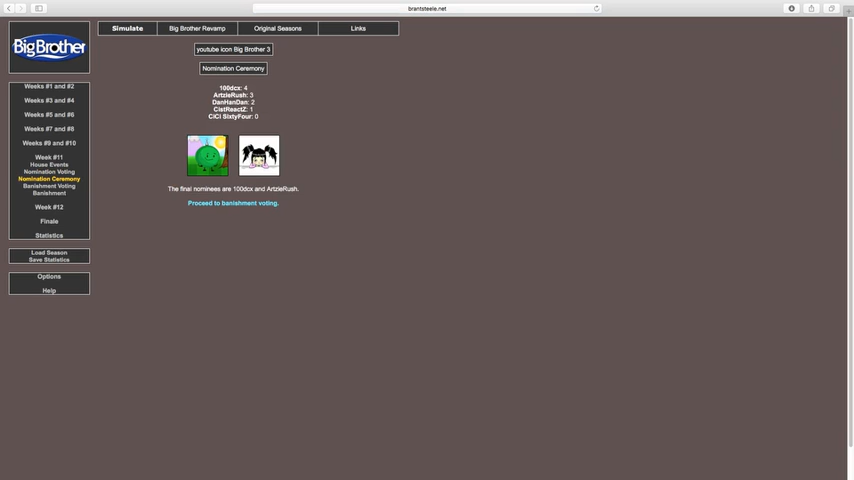 brantsteele.net
Simulate
Big Brother Revamp
Original Seasons
Links
BigBrother
youtube icon Big Brother 3
Nomination Ceremony
100dcx: 4
ArtzieRush: 3
DanHanDan: 2
CistReactZ: 1
CiCi SixtyFour: 0
The final nominees are 100dcx and ArtzieRush.
Proceed to banishment voting.
Weeks #1 and #2
Weeks #3 and #4
Weeks #5 and #6
Weeks #7 and #8
Weeks #9 and #10
Week #11
House Events
Nomination Voting
Nomination Ceremony
Banishment Voting
Banishment
Week #12
Finale
Statistics
Load Season
Save Statistics
Options
Help